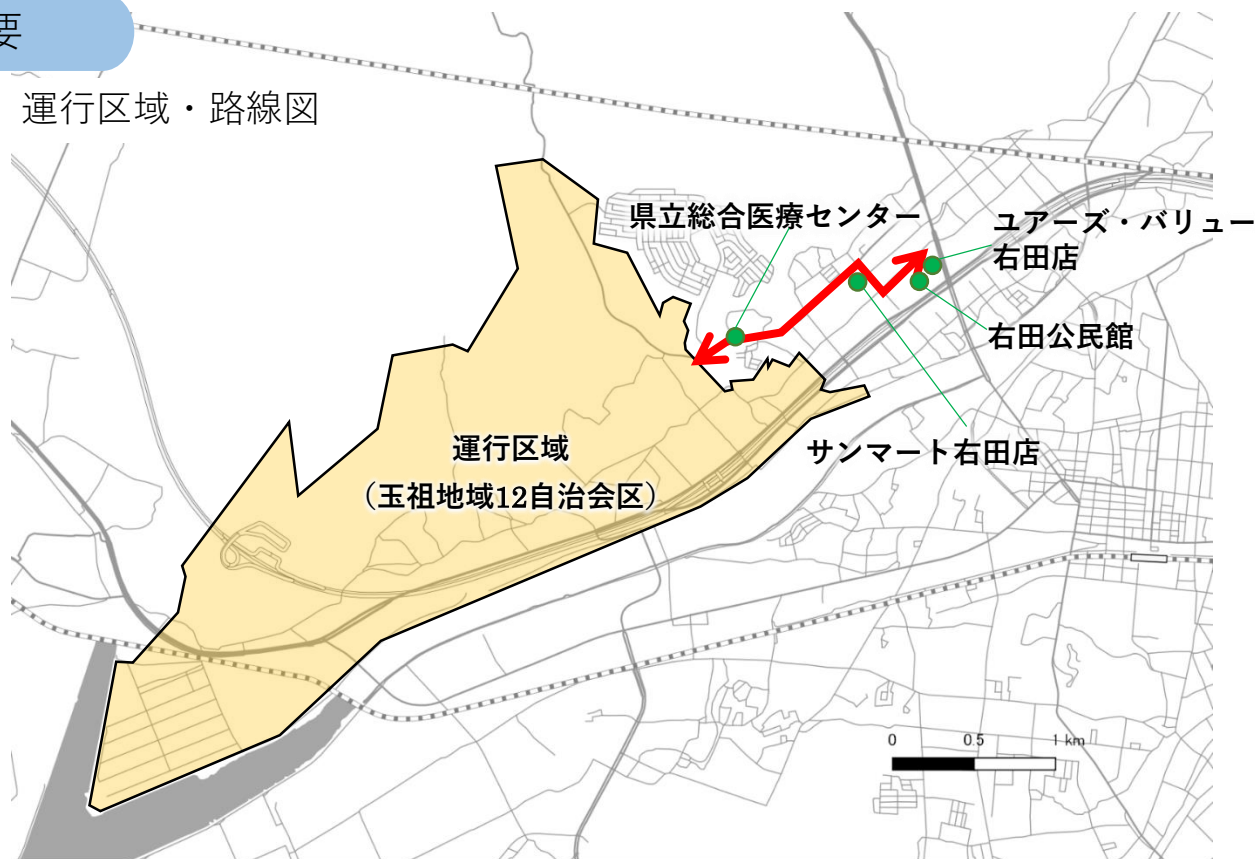 要
運行区域・路線図
県立総合医療センター
ユアーズ・バリュー
右田店
右田公民館
サンマート右田店
運行区域
（玉祖地域12自治会区）
0 0.5 1 km